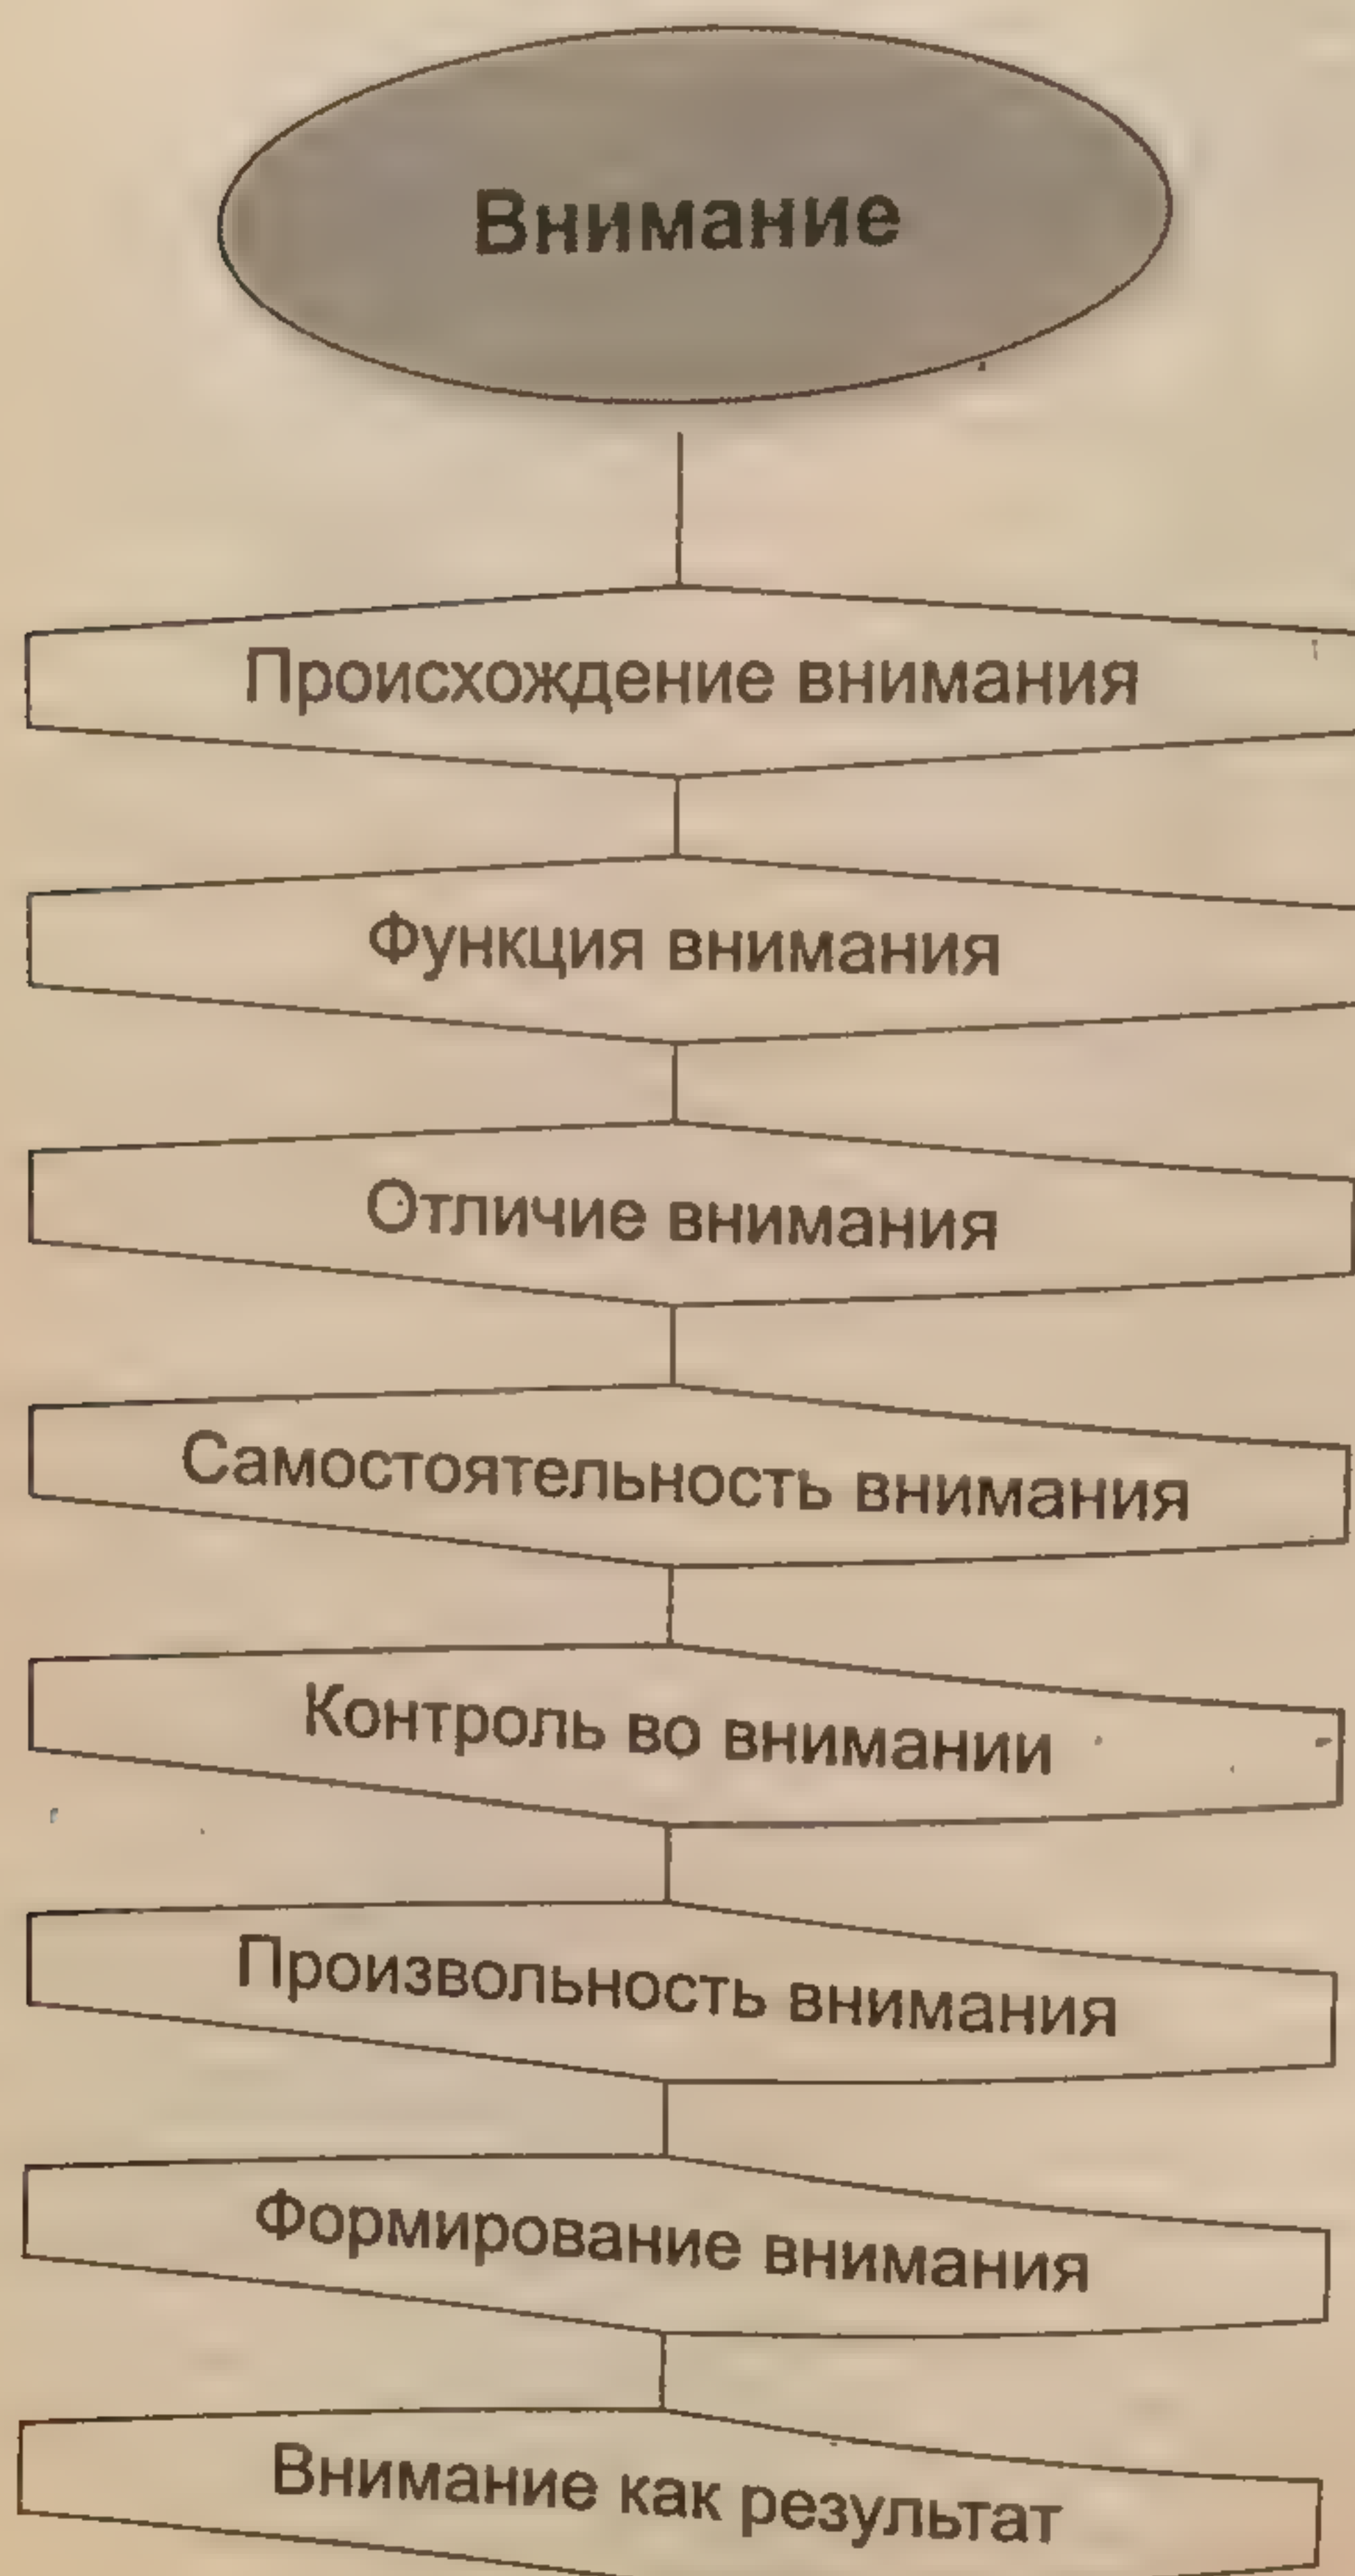 Внимание
Происхождение внимания
Функция внимания
Отличие внимания
Самостоятельность внимания
Контроль во внимании
Произвольность внимания
Формирование внимания
Внимание как результат